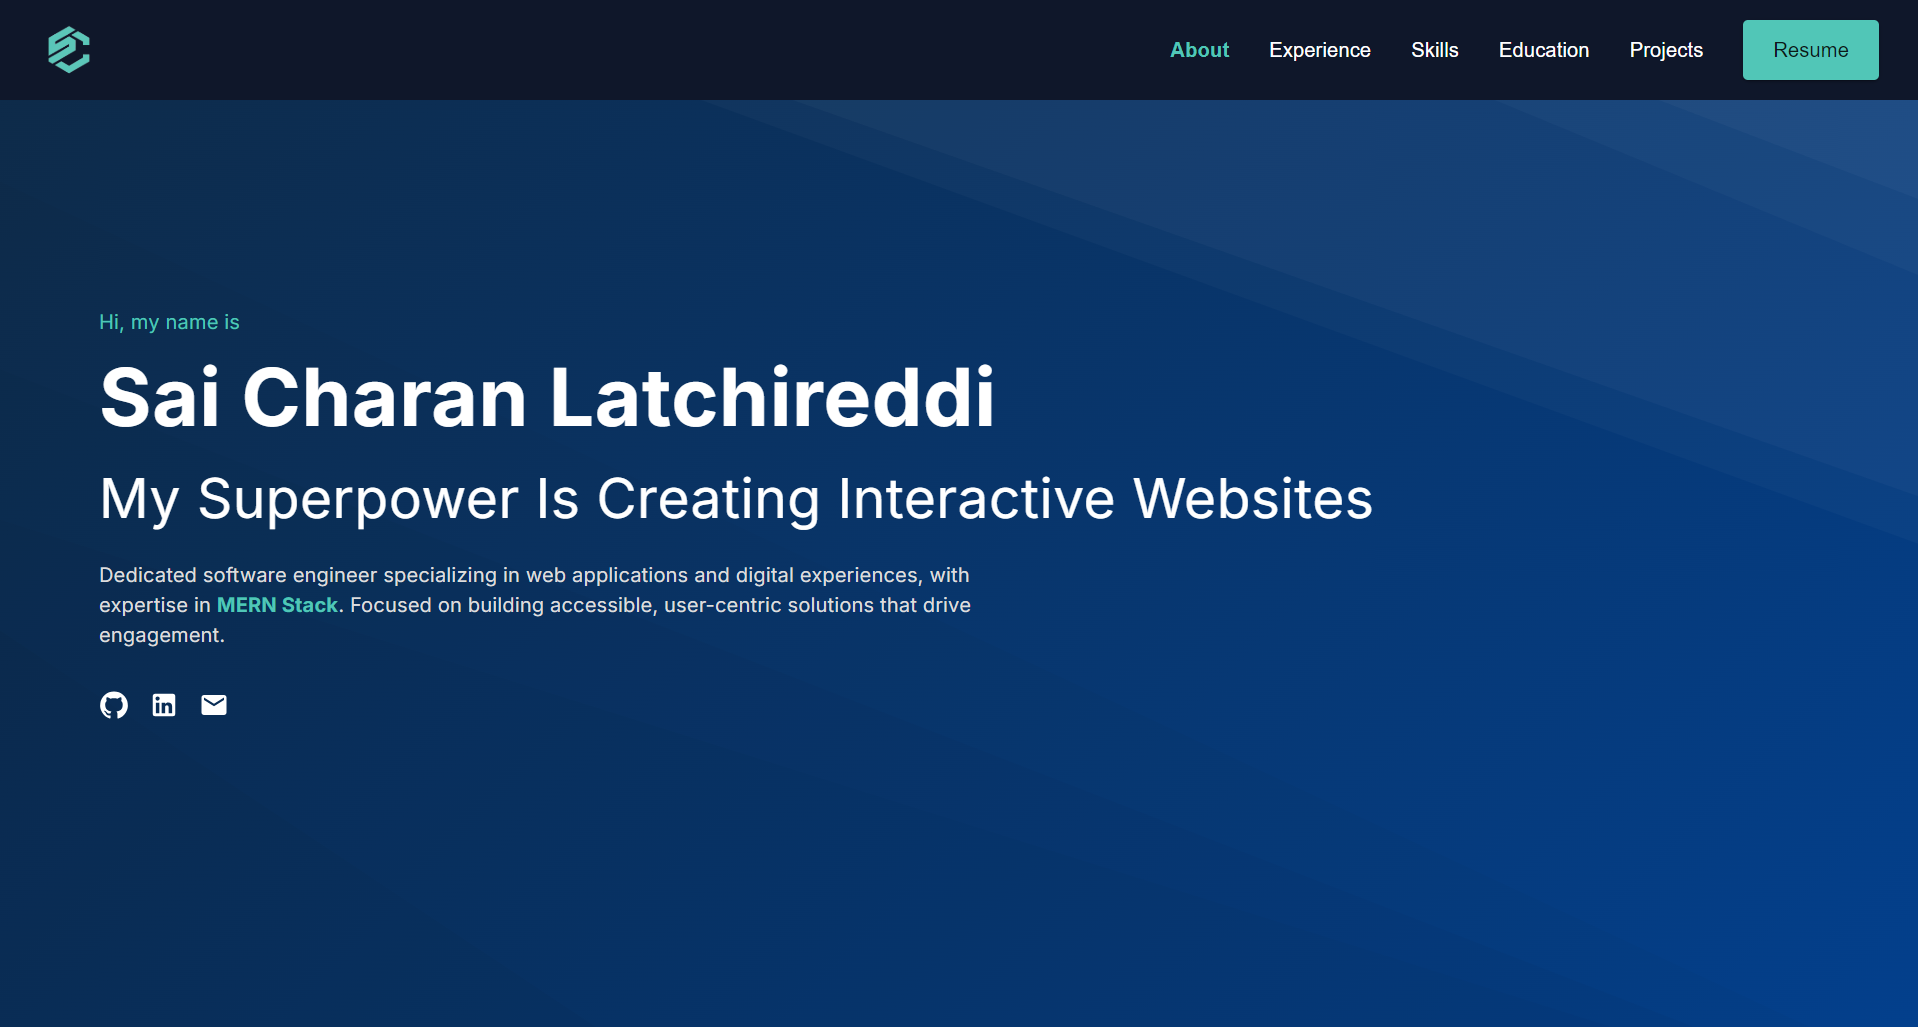 About Experience Skills Education Projects Resume
Hi, my name is
Sai Charan Latchireddi
My Superpower Is Creating Interactive Websites
Dedicated software engineer specializing in web applications and digital experiences, with
expertise in MERN Stack. Focused on building accessible, user-centric solutions that drive
engagement.
in